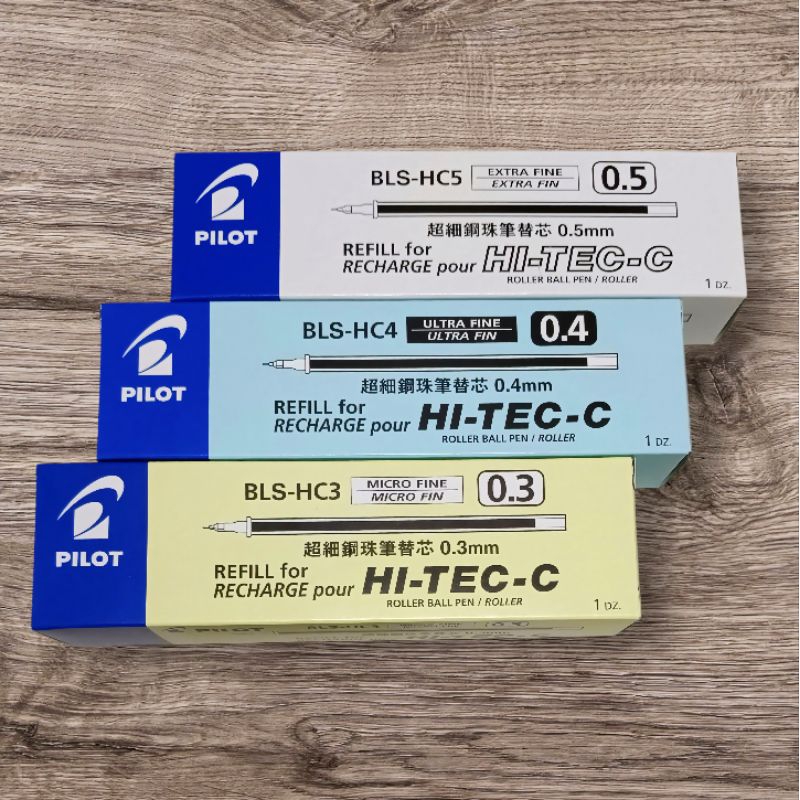 PILOT
BLS-HC5 EXTRA FINE 0.5
EXTRA FIN
超細鋼珠筆替芯 0.5mm
REFILL for
RECHARGE pour HI-TEC-C
ROLLER BALL PEN / ROLLER
1 DZ.
PILOT
BLS-HC4 ULTRA FINE 0.4
ULTRA FIN
超細鋼珠筆替芯 0.4mm
REFILL for
RECHARGE pour HI-TEC-C
ROLLER BALL PEN / ROLLER
1 DZ.
PILOT
BLS-HC3 MICRO FINE 0.3
MICRO FIN
超細鋼珠筆替芯 0.3mm
REFILL for
RECHARGE pour HI-TEC-C
ROLLER BALL PEN / ROLLER
1 DZ.
PILOT